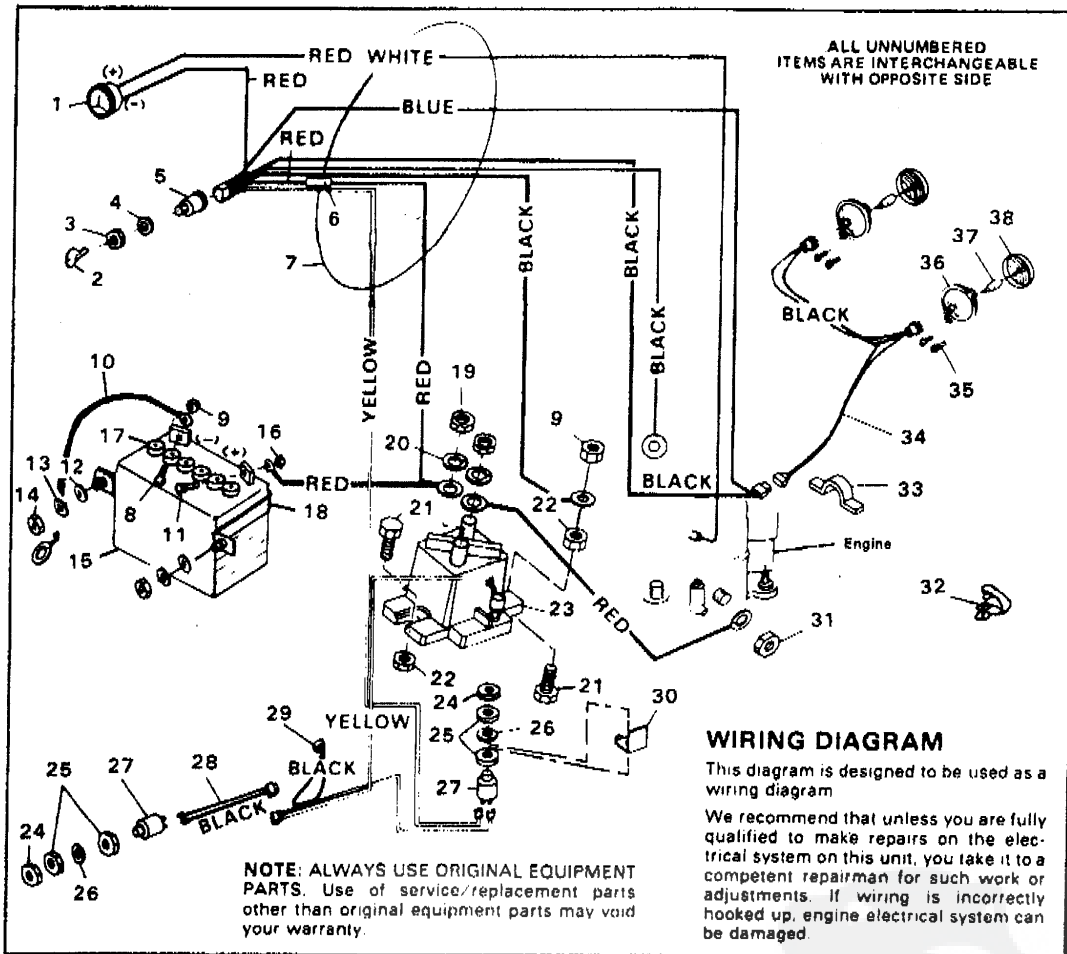 RED WHITE
ALL UNNUMBERED
ITEMS ARE INTERCHANGEABLE
WITH OPPOSITE SIDE
(+)
RED
1
(-)
BLUE
RED
5
4
6
3
38
37
7
2
36
BLACK
BLACK
BLACK
BLACK
35
10
19
YELLOW
RED
9
9
34
17
(-)
(+)
16
20
13
12
RED
BLACK
33
14
22
8
11
18
21
Engine
15
23
RED
32
31
22
21
24
30
29
YELLOW
25
26
WIRING DIAGRAM
This diagram is designed to be used as a
wiring diagram
25
27
28
BLACK
27
BLACK
We recommend that unless you are fully
qualified to make repairs on the elec-
trical system on this unit, you take it to a
competent repairman for such work or
adjustments. If wiring is incorrectly
hooked up, engine electrical system can
be damaged.
24
26
NOTE: ALWAYS USE ORIGINAL EQUIPMENT
PARTS. Use of service/replacement parts
other than original equipment parts may void
your warranty.